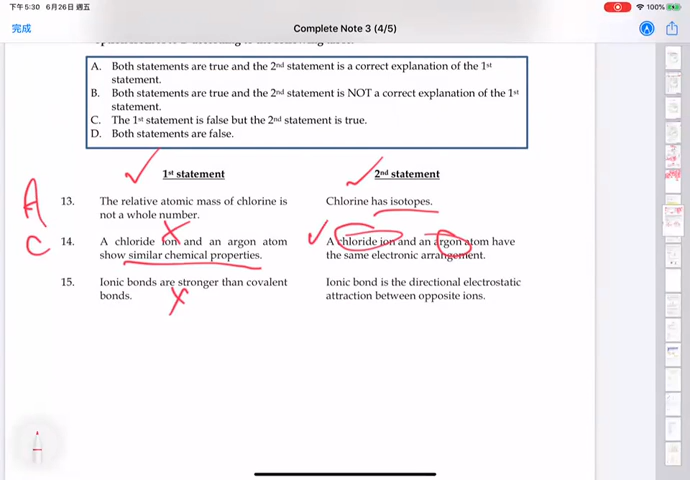 下午5:30 6月26日 週五
100%
完成
Complete Note 3 (4/5)
A. Both statements are true and the 2nd statement is a correct explanation of the 1st
statement.
B. Both statements are true and the 2nd statement is NOT a correct explanation of the 1st
statement.
C. The 1st statement is false but the 2nd statement is true.
D. Both statements are false.
1st statement
2nd statement
A
13. The relative atomic mass of chlorine is
not a whole number.
Chlorine has isotopes.
C
14. A chloride ion and an argon atom
show similar chemical properties.
A chloride ion and an argon atom have
the same electronic arrangement.
15. Ionic bonds are stronger than covalent
bonds.
Ionic bond is the directional electrostatic
attraction between opposite ions.